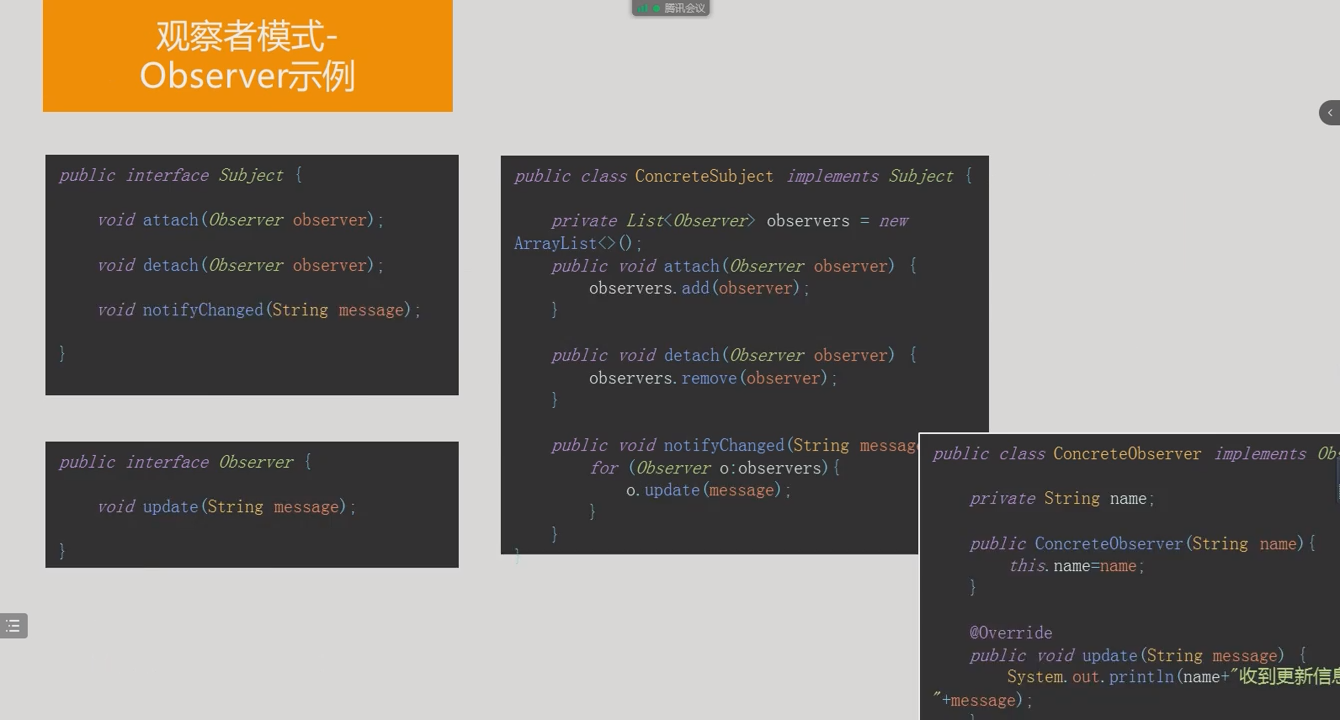 腾讯会议
观察者模式-
Observer示例
public interface Subject {
void attach(Observer observer);
void detach(Observer observer);
void notifyChanged(String message);
}
public interface Observer {
void update(String message);
}
public class ConcreteSubject implements Subject {
private List<Observer> observers = new
ArrayList<>();
public void attach(Observer observer) {
observers.add(observer);
}
public void detach(Observer observer) {
observers.remove(observer);
}
public void notifyChanged(String message
for (Observer o:observers){
o.update(message);
}
}
}
public class ConcreteObserver implements Obs
private String name;
public ConcreteObserver(String name){
this.name=name;
}
@Override
public void update(String message) {
System.out.println(name+"收到更新信息
"+message);
}